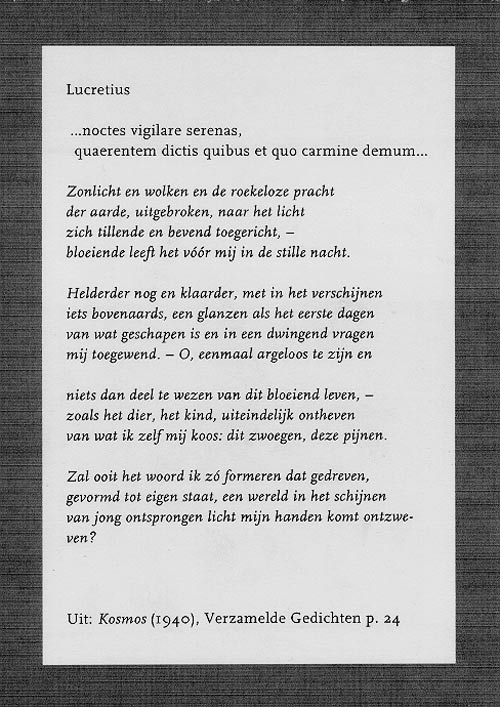 Lucretius
...noctes vigilare serenas,
quaerentem dictis quibus et quo carmine demum...
Zonlicht en wolken en de roekeloze pracht
der aarde, uitgebroken, naar het licht
zich tillende en bevend toegericht, –
bloeiende leeft het vóór mij in de stille nacht.
Helderder nog en klaarder, met in het verschijnen
iets bovenaards, een glanzen als het eerste dagen
van wat geschapen is en in een dwingend vragen
mij toegewend. – O, eenmaal argeloos te zijn en
niets dan deel te wezen van dit bloeiend leven, –
zoals het dier, het kind, uiteindelijk ontheven
van wat ik zelf mij koos: dit zwoegen, deze pijnen.
Zal ooit het woord ik zó formeren dat gedreven,
gevormd tot eigen staat, een wereld in het schijnen
van jong ontsprongen licht mijn handen komt ontzwe-
ven?
Uit: Kosmos (1940), Verzamelde Gedichten p. 24